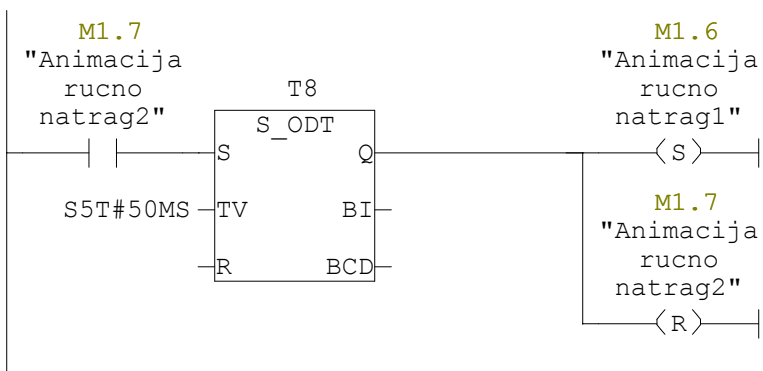 M1.7
"Animacija
rucno
natrag2"
T8
S_ODT
S
Q
S5T#50MS
TV
BI
R
BCD
M1.6
"Animacija
rucno
natrag1"
S
M1.7
"Animacija
rucno
natrag2"
R